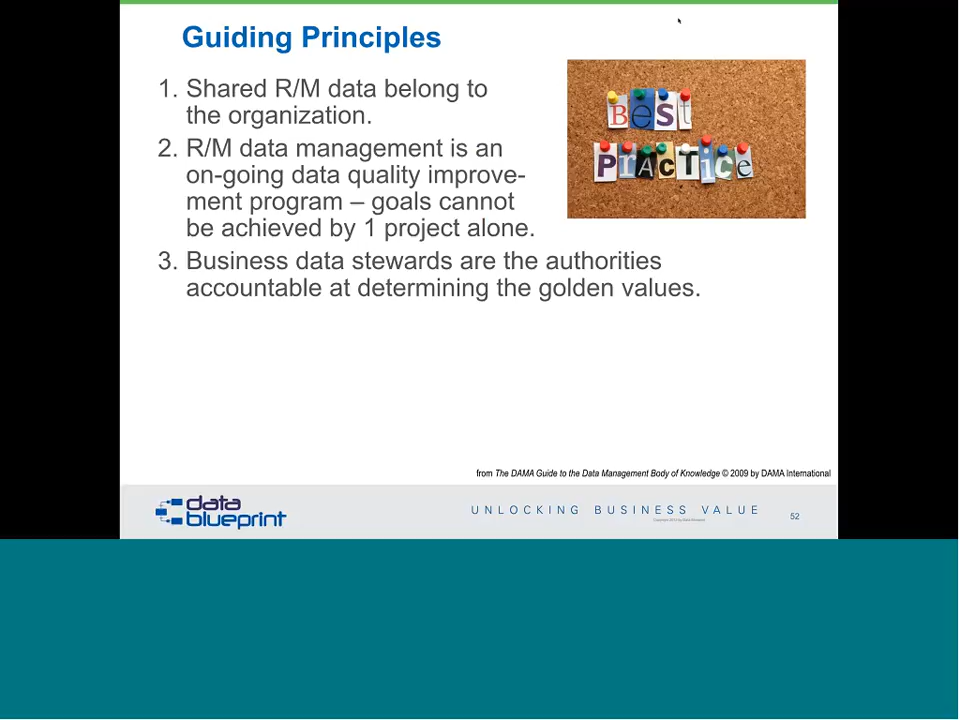 Guiding Principles
1. Shared R/M data belong to
the organization.
2. R/M data management is an
on-going data quality improve-
ment program – goals cannot
be achieved by 1 project alone.
3. Business data stewards are the authorities
accountable at determining the golden values.
BeSt
PrACTice
from The DAMA Guide to the Data Management Body of Knowledge © 2009 by DAMA International
data
blueprint
UNLOCKING BUSINESS VALUE
52